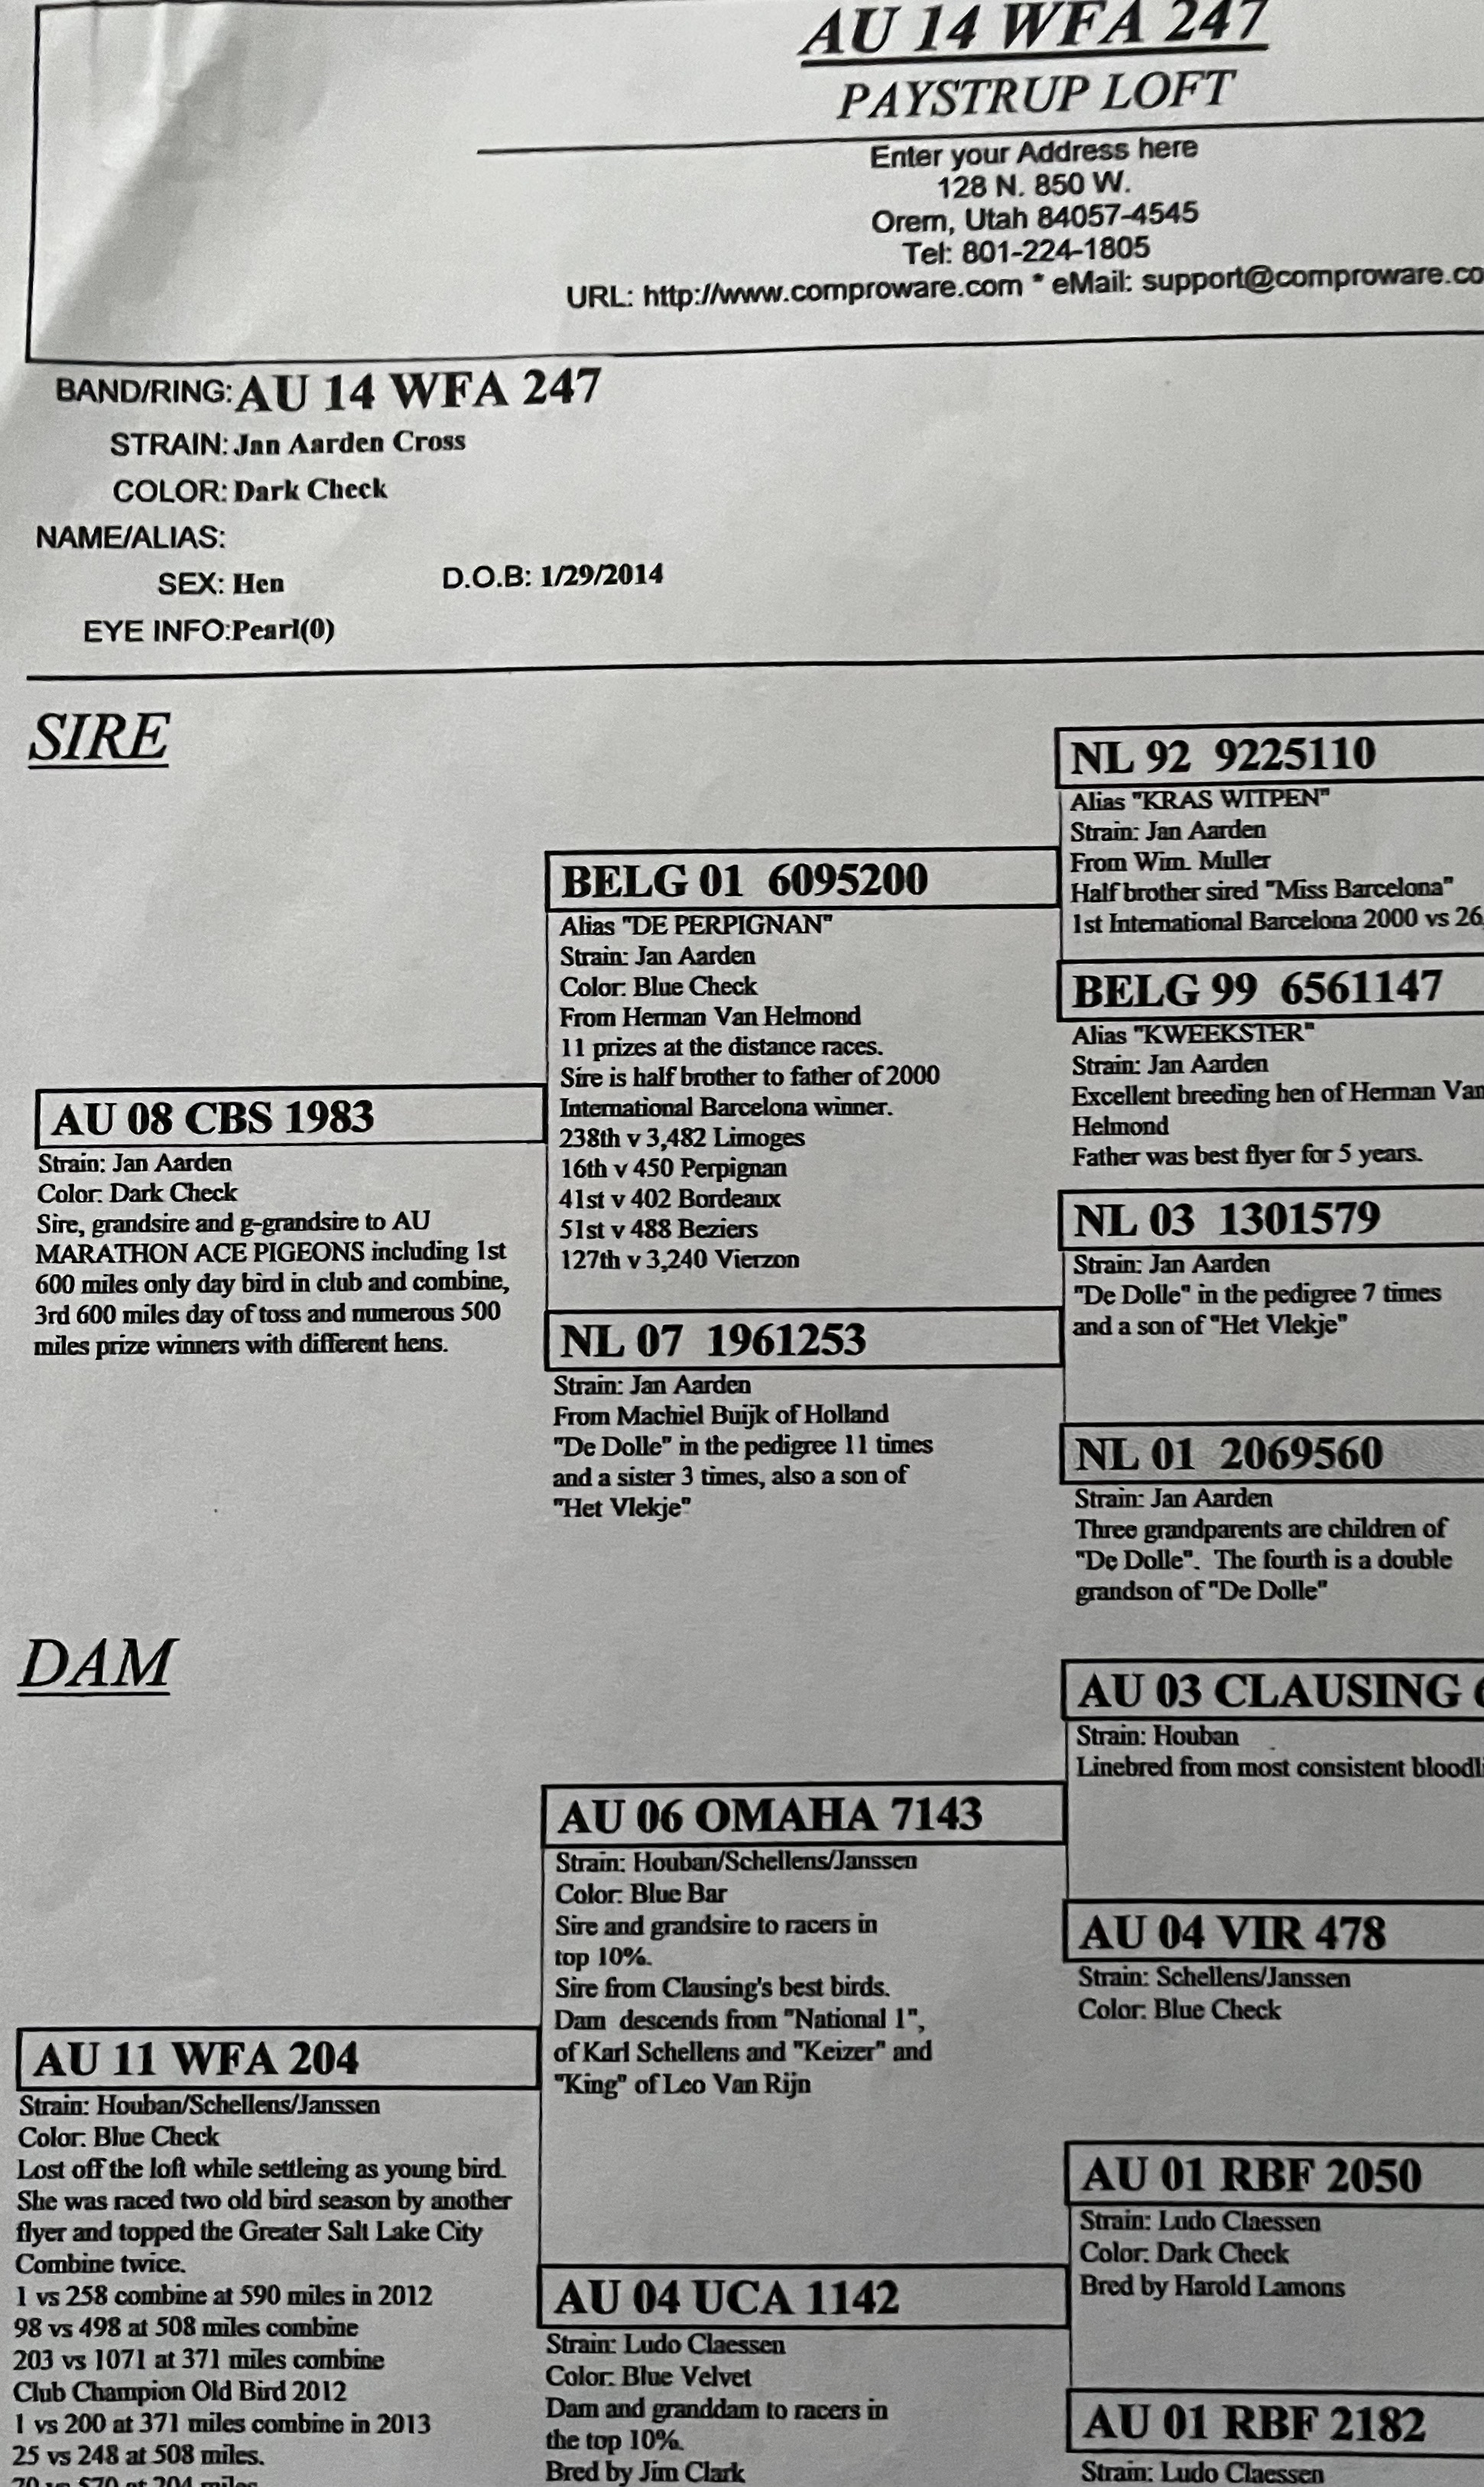 AU 14 WFA 247
PAYSTRUP LOFT
Enter your Address here
128 N. 850 W.
Orem, Utah 84057-4545
Tel: 801-224-1805
URL: http://www.comproware.com * eMail: support@comproware.co
BAND/RING: AU 14 WFA 247
STRAIN: Jan Aarden Cross
COLOR: Dark Check
NAME/ALIAS:
SEX: Hen D.O.B: 1/29/2014
EYE INFO:Pearl(0)
SIRE
AU 08 CBS 1983
Strain: Jan Aarden
Color: Dark Check
Sire, grandsire and g-grandsire to AU
MARATHON ACE PIGEONS including 1st
600 miles only day bird in club and combine,
3rd 600 miles day of toss and numerous 500
miles prize winners with different hens.
BELG 01 6095200
Alias "DE PERPIGNAN"
Strain: Jan Aarden
Color: Blue Check
From Herman Van Helmond
11 prizes at the distance races.
Sire is half brother to father of 2000
International Barcelona winner.
238th v 3,482 Limoges
16th v 450 Perpignan
41st v 402 Bordeaux
51st v 488 Beziers
127th v 3,240 Vierzon
NL 07 1961253
Strain: Jan Aarden
From Machiel Buijk of Holland
"De Dolle" in the pedigree 11 times
and a sister 3 times, also a son of
"Het Vlekje"
NL 92 9225110
Alias "KRAS WITPEN"
Strain: Jan Aarden
From Wim. Muller
Half brother sired "Miss Barcelona"
1st International Barcelona 2000 vs 26,
BELG 99 6561147
Alias "KWEEKSTER"
Strain: Jan Aarden
Excellent breeding hen of Herman Van
Helmond
Father was best flyer for 5 years.
NL 03 1301579
Strain: Jan Aarden
"De Dolle" in the pedigree 7 times
and a son of "Het Vlekje"
NL 01 2069560
Strain: Jan Aarden
Three grandparents are children of
"De Dolle". The fourth is a double
grandson of "De Dolle"
DAM
AU 11 WFA 204
Strain: Houban/Schellens/Janssen
Color: Blue Check
Lost off the loft while settleing as young bird.
She was raced two old bird season by another
flyer and topped the Greater Salt Lake City
Combine twice.
1 vs 258 combine at 590 miles in 2012
98 vs 498 at 508 miles combine
203 vs 1071 at 371 miles combine
Club Champion Old Bird 2012
1 vs 200 at 371 miles combine in 2013
25 vs 248 at 508 miles.
70 vs 570 at 204 miles
AU 06 OMAHA 7143
Strain: Houban/Schellens/Janssen
Color: Blue Bar
Sire and grandsire to racers in
top 10%.
Sire from Clausing's best birds.
Dam descends from "National 1",
of Karl Schellens and "Keizer" and
"King" of Leo Van Rijn
AU 04 UCA 1142
Strain: Ludo Claessen
Color: Blue Velvet
Dam and granddam to racers in
the top 10%.
Bred by Jim Clark
AU 03 CLAUSING
Strain: Houban
Linebred from most consistent bloodli
AU 04 VIR 478
Strain: Schellens/Janssen
Color: Blue Check
AU 01 RBF 2050
Strain: Ludo Claessen
Color: Dark Check
Bred by Harold Lamons
AU 01 RBF 2182
Strain: Ludo Claessen